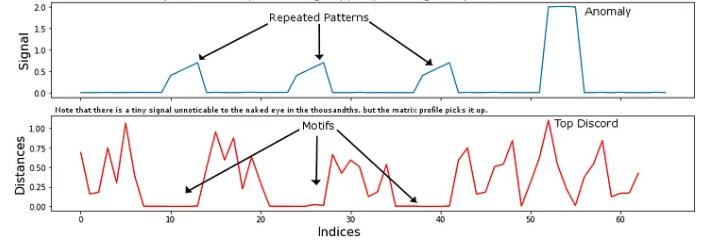 2.0
1.5
1.0
0.5
0.0
Signal
Repeated Patterns
Anomaly
Note that there is a tiny signal unnoticable to the naked eye in the thousandths, but the matrix profile picks it up.
1.00
0.75
0.50
0.25
0.00
Distances
Motifs
Top Discord
0 10 20 30 40 50 60
Indices